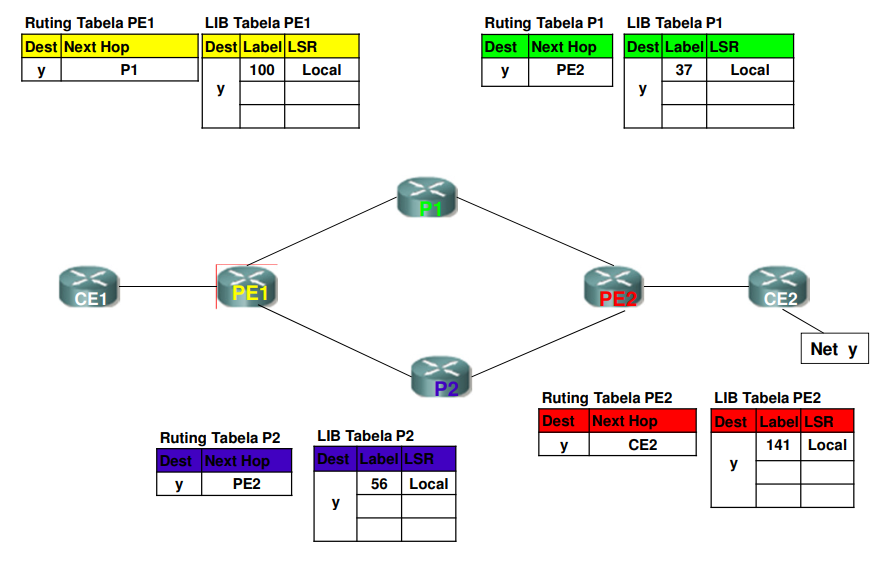 Ruting Tabela PE1
Dest Next Hop
y P1
LIB Tabela PE1
Dest Label LSR
y 100 Local
Ruting Tabela P1
Dest Next Hop
y PE2
LIB Tabela P1
Dest Label LSR
y 37 Local
P1
CE1
PE1
PE2
CE2
Net y
P2
Ruting Tabela P2
Dest Next Hop
y PE2
LIB Tabela P2
Dest Label LSR
y 56 Local
Ruting Tabela PE2
Dest Next Hop
y CE2
LIB Tabela PE2
Dest Label LSR
y 141 Local